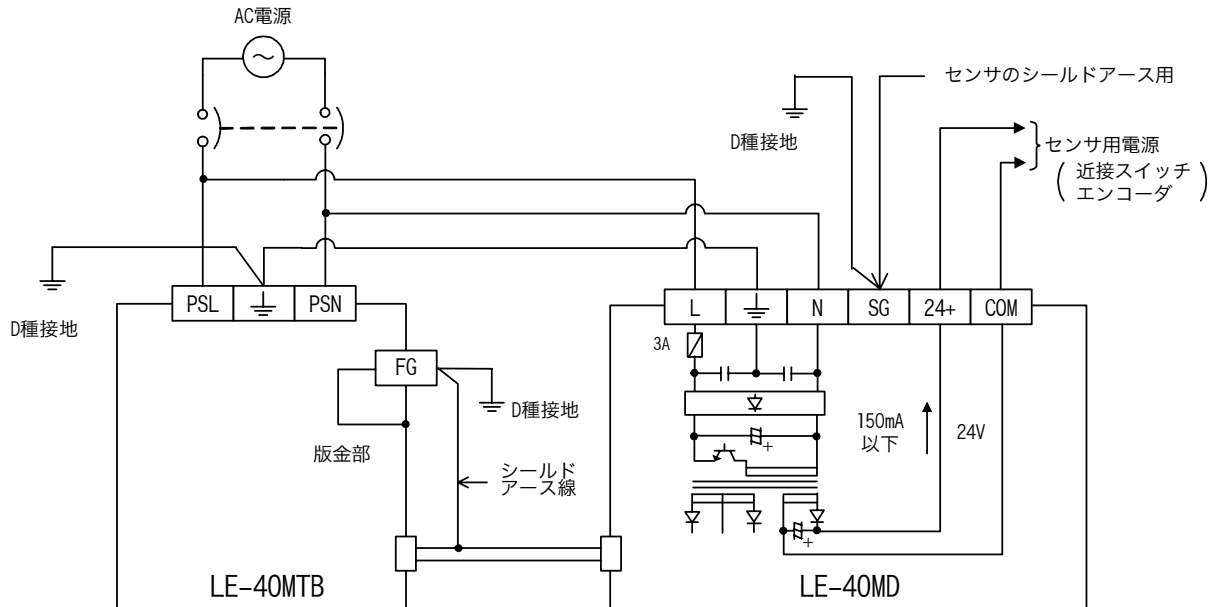 AC電源
センサのシールドアース用
D種接地
センサ用電源
近接スイッチ
エンコーダ
PSL
PSN
D種接地
L
N
SG
24+
COM
3A
FG
D種接地
版金部
シールド
アース線
150mA
以下
24V
+
+
LE-40MTB
LE-40MD